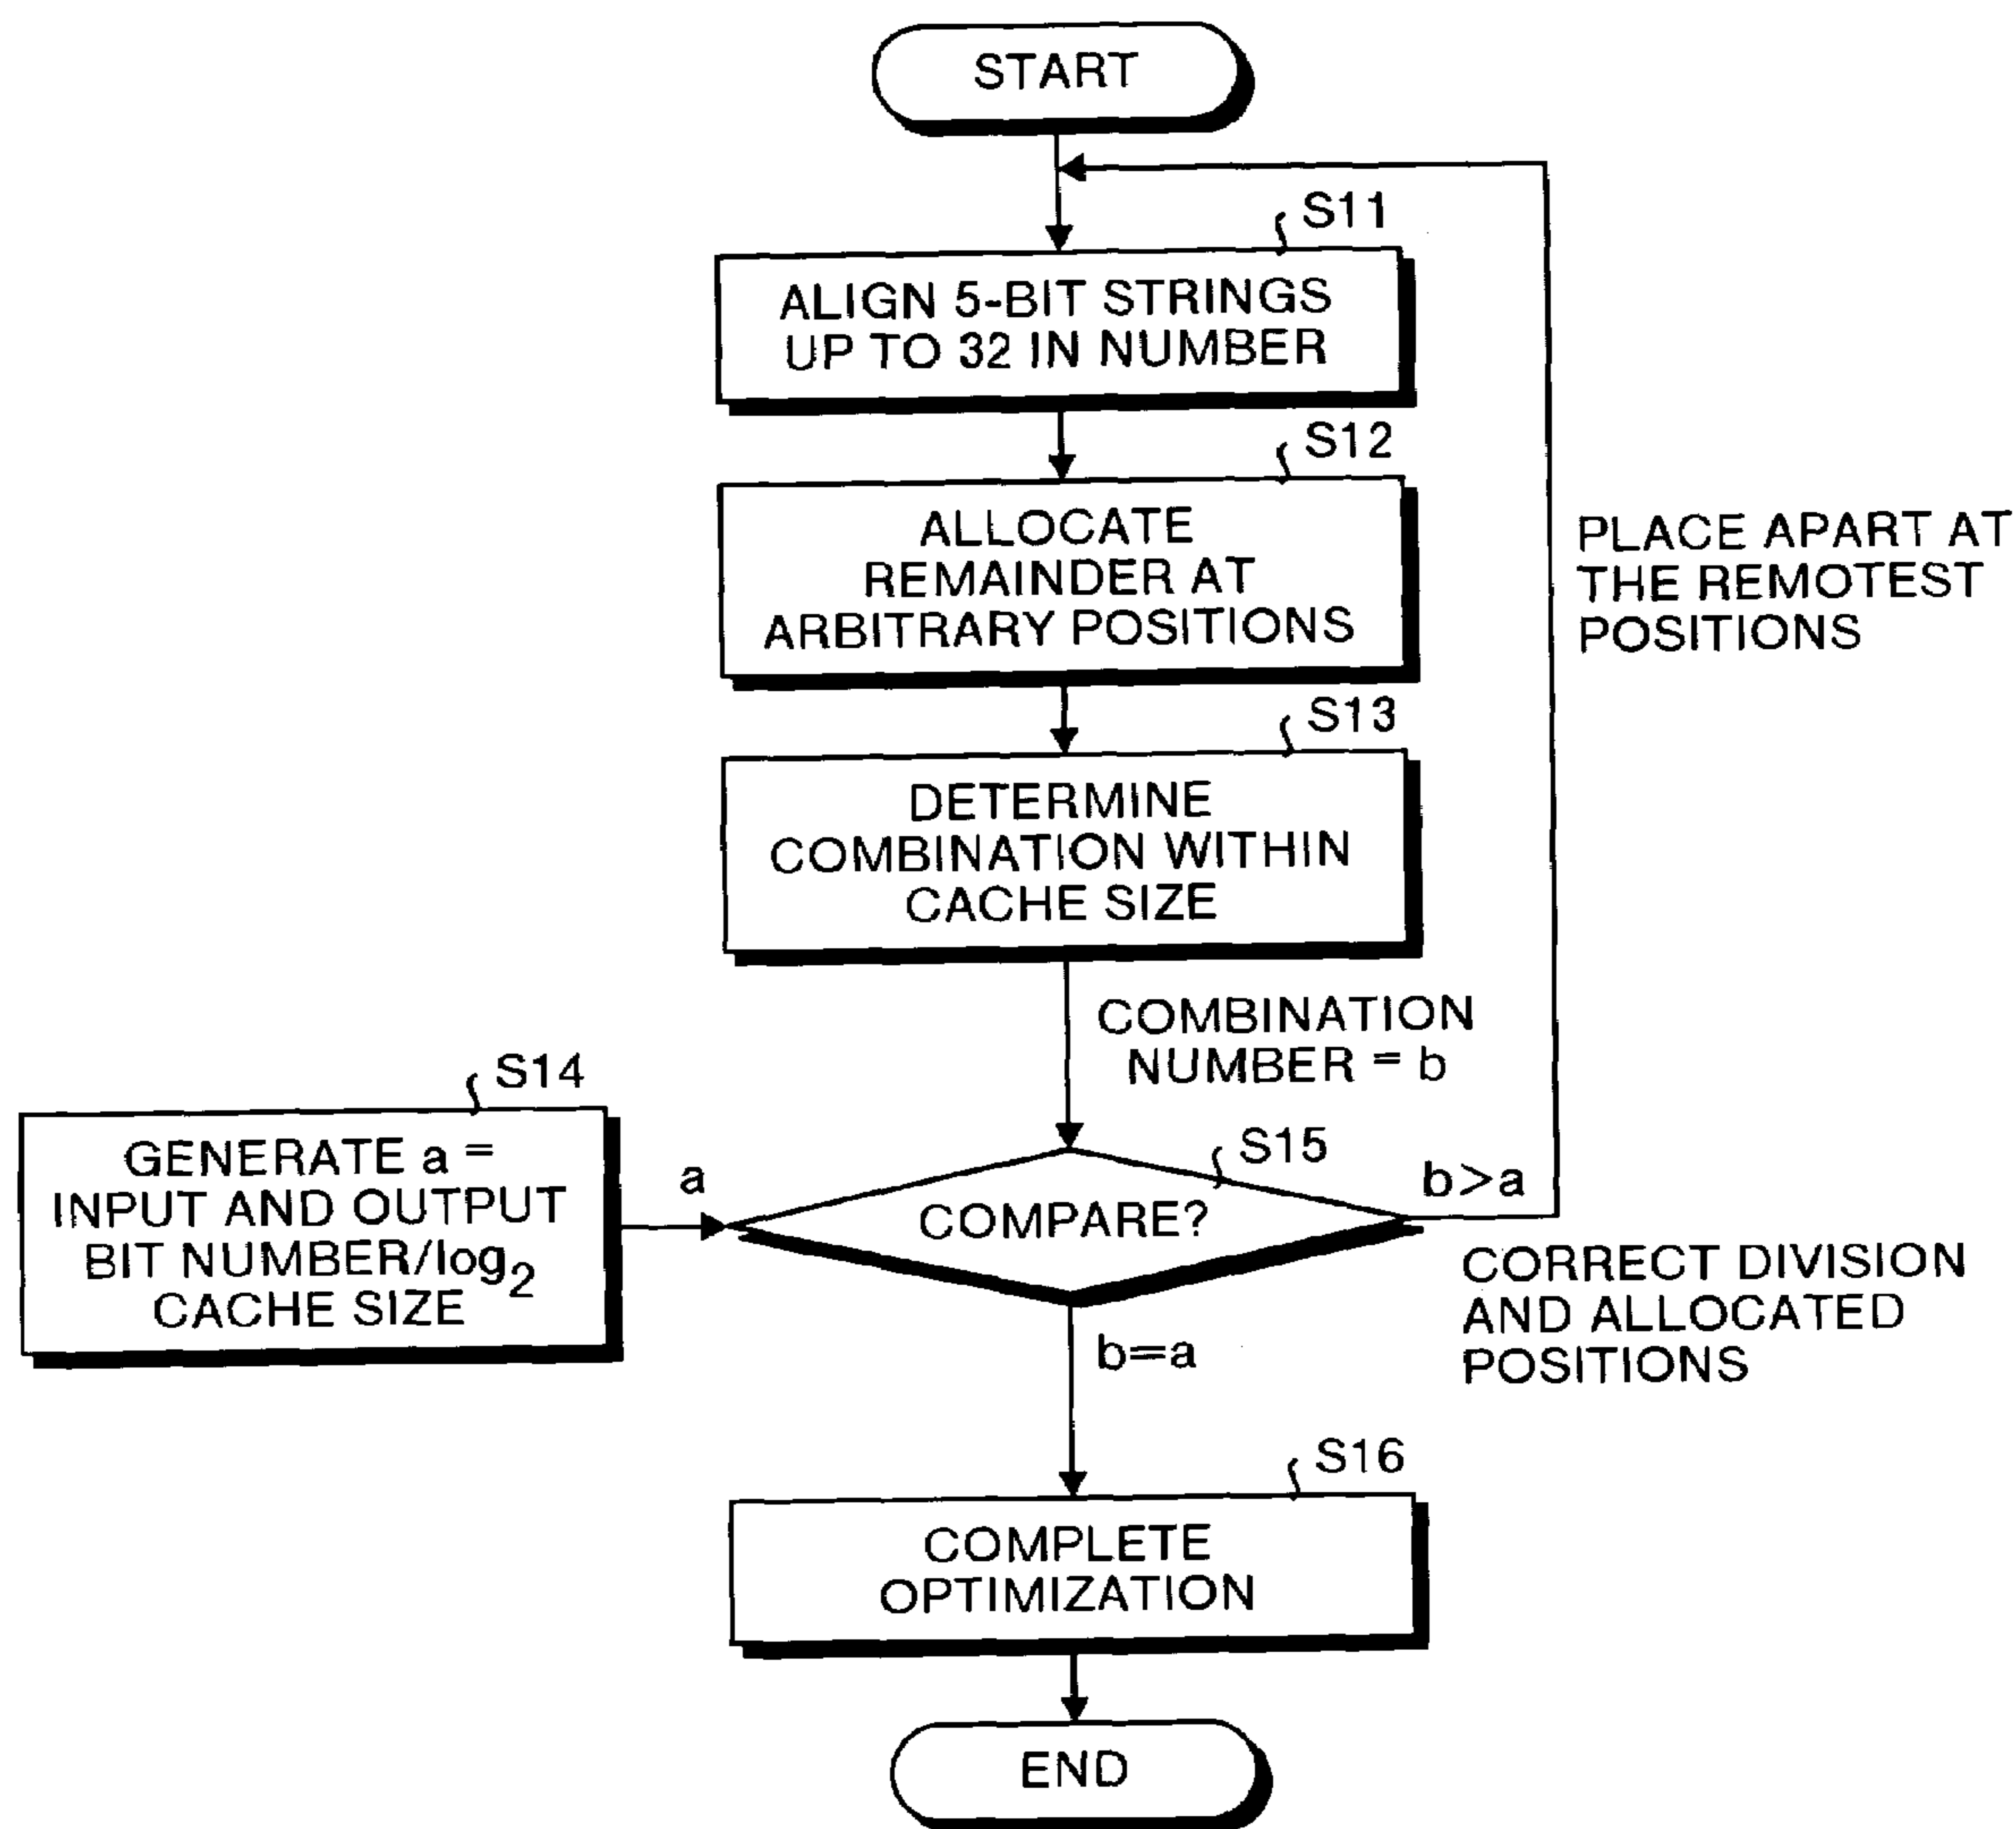 START
S11
ALIGN 5-BIT STRINGS
UP TO 32 IN NUMBER
S12
ALLOCATE
REMAINDER AT
ARBITRARY POSITIONS
PLACE APART AT
THE REMOTEST
POSITIONS
S13
DETERMINE
COMBINATION WITHIN
CACHE SIZE
COMBINATION
NUMBER = b
S14
GENERATE a =
INPUT AND OUTPUT
BIT NUMBER/log2
CACHE SIZE
a
S15
COMPARE?
b>a
CORRECT DIVISION
AND ALLOCATED
POSITIONS
b=a
S16
COMPLETE
OPTIMIZATION
END